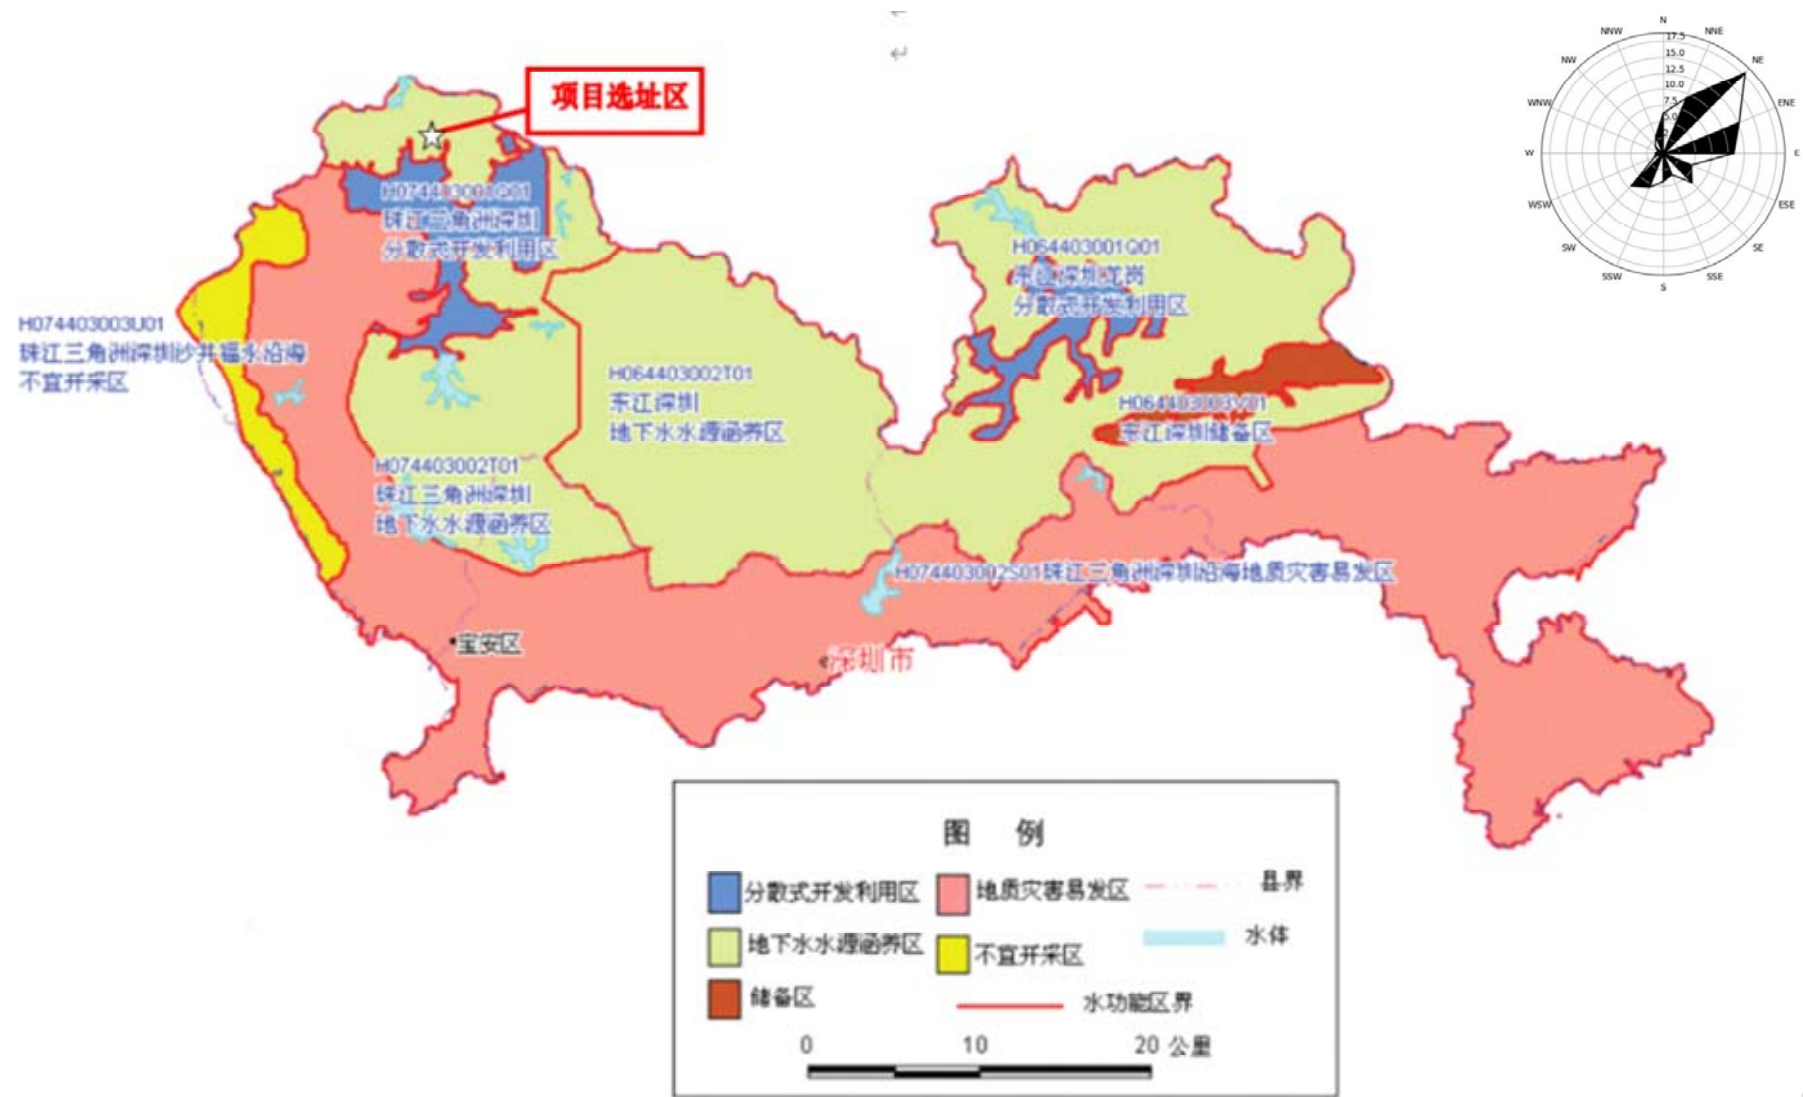 N
NNW
NNE
17.5
NW
15.0
NE
12.5
10.0
WNW
7.5
ENE
5.0
W
E
WSW
ESE
SW
SE
SSW
SSE
S
项目选址区
H074403001Q01
珠江三角洲深圳
分散式开发利用区
H064403001Q01
东江深圳龙岗
分散式开发利用区
H074403003U01
珠江三角洲深圳沙井福永沿海
不宜开采区
H064403002T01
东江深圳
地下水水源涵养区
H064403003V01
东江深圳储备区
H074403002T01
珠江三角洲深圳
地下水水源涵养区
H074403002S01珠江三角洲深圳沿海地质灾害易发区
宝安区
深圳市
图 例
分散式开发利用区
地质灾害易发区
县界
地下水水源涵养区
不宜开采区
水体
储备区
水功能区界
0 10 20 公里